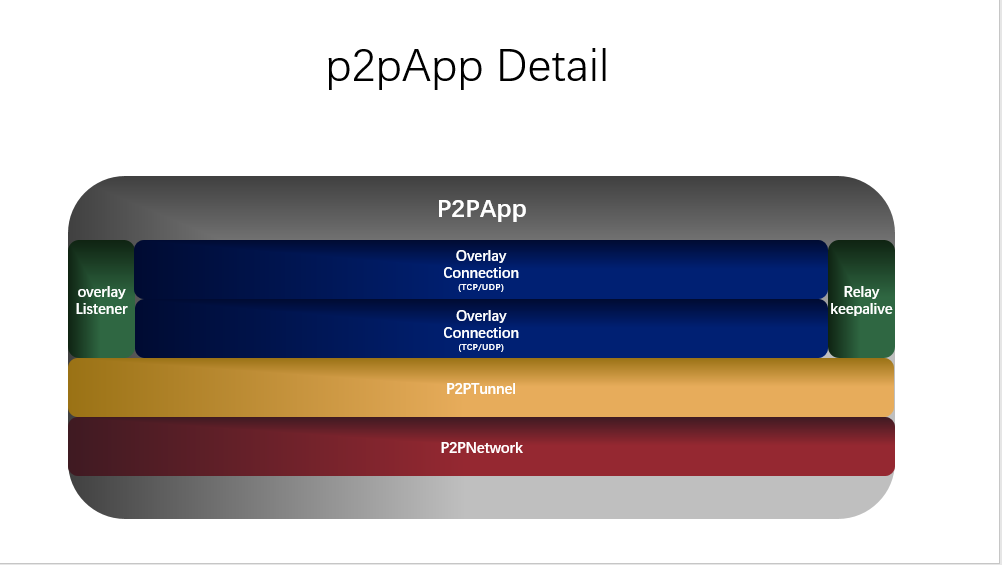 p2pApp Detail
P2PApp
overlay
Listener
Overlay
Connection
(TCP/UDP)
Overlay
Connection
(TCP/UDP)
Relay
keepalive
P2PTunnel
P2PNetwork